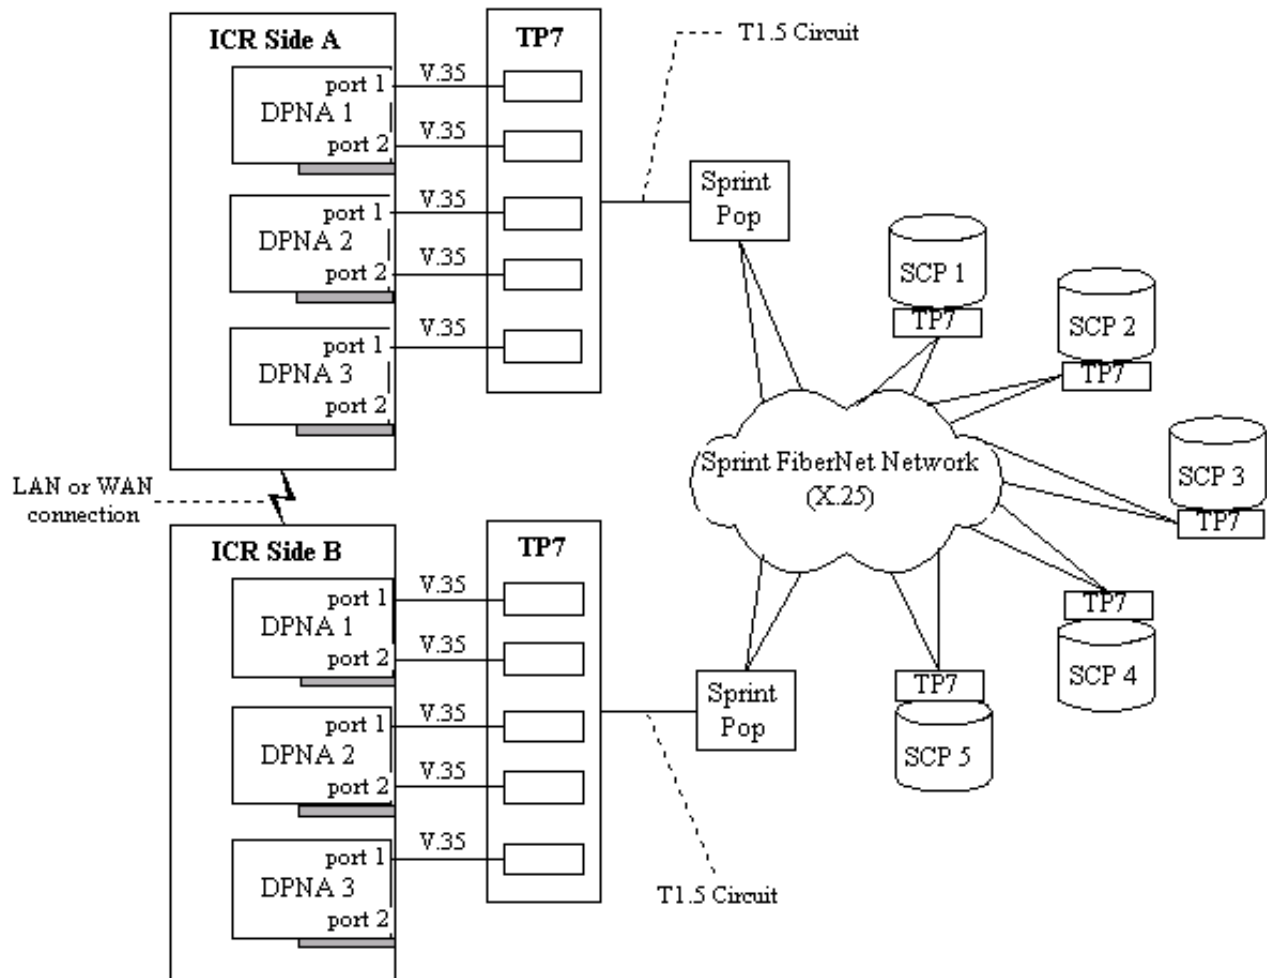 ICR Side A
port 1
DPNA 1
port 2
port 1
DPNA 2
port 2
port 1
DPNA 3
port 2
V.35
V.35
V.35
V.35
V.35
TP7
T1.5 Circuit
Sprint
Pop
SCP 1
TP7
SCP 2
TP7
SCP 3
TP7
Sprint FiberNet Network
(X.25)
LAN or WAN
connection
ICR Side B
port 1
DPNA 1
port 2
port 1
DPNA 2
port 2
port 1
DPNA 3
port 2
V.35
V.35
V.35
V.35
V.35
TP7
Sprint
Pop
T1.5 Circuit
TP7
SCP 4
TP7
SCP 5